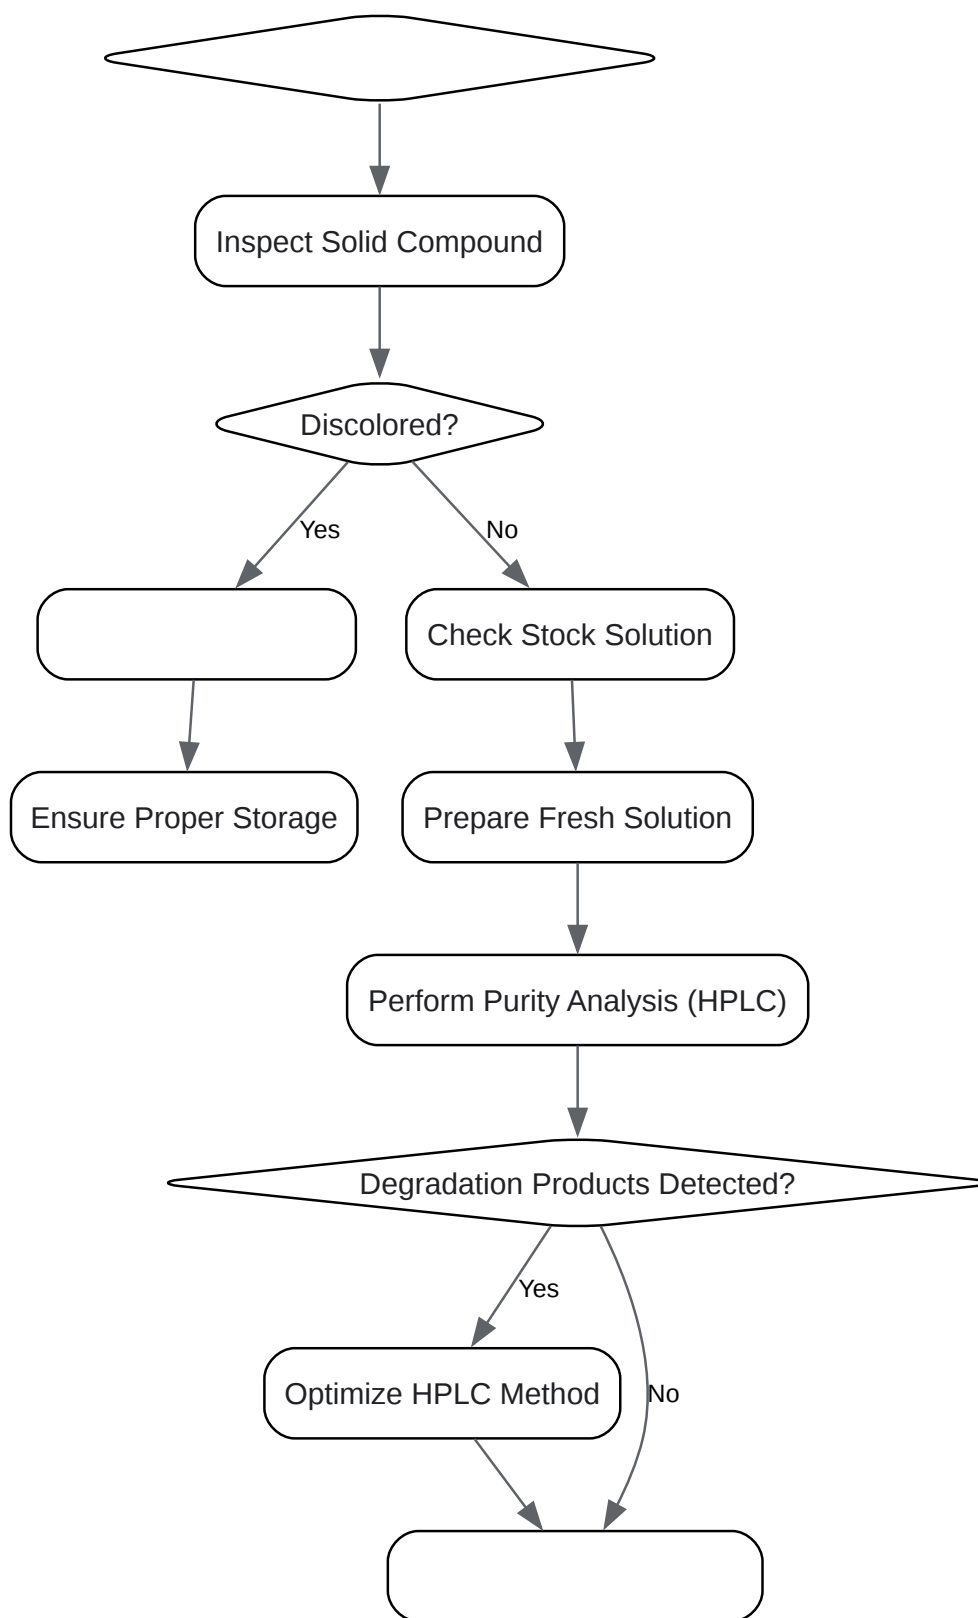 Inspect Solid Compound
Discolored?
Yes
No
Check Stock Solution
Ensure Proper Storage
Prepare Fresh Solution
Perform Purity Analysis (HPLC)
Degradation Products Detected?
Yes
Optimize HPLC Method
No